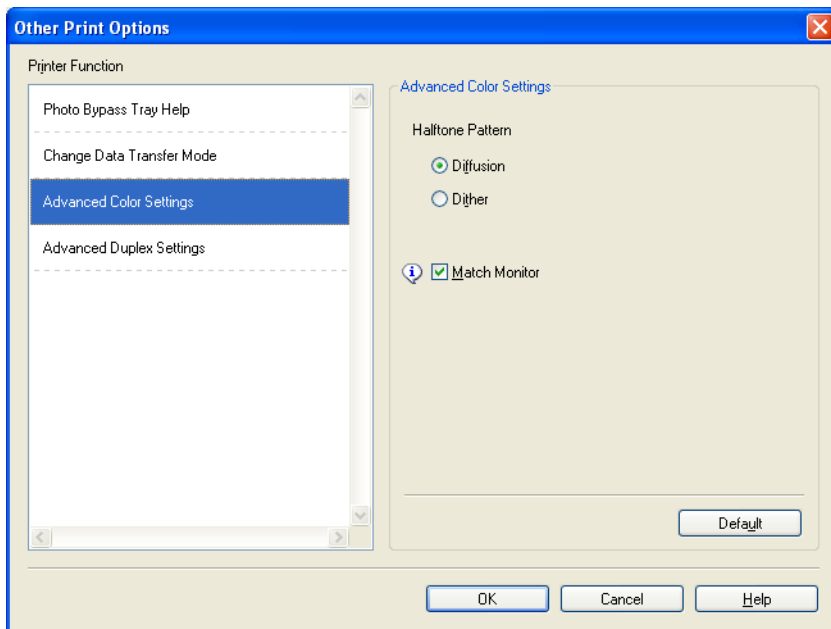 Other Print Options
Printer Function
Photo Bypass Tray Help
Change Data Transfer Mode
Advanced Color Settings
Advanced Duplex Settings
Advanced Color Settings
Halftone Pattern
Diffusion
Dither
Match Monitor
Default
OK Cancel Help